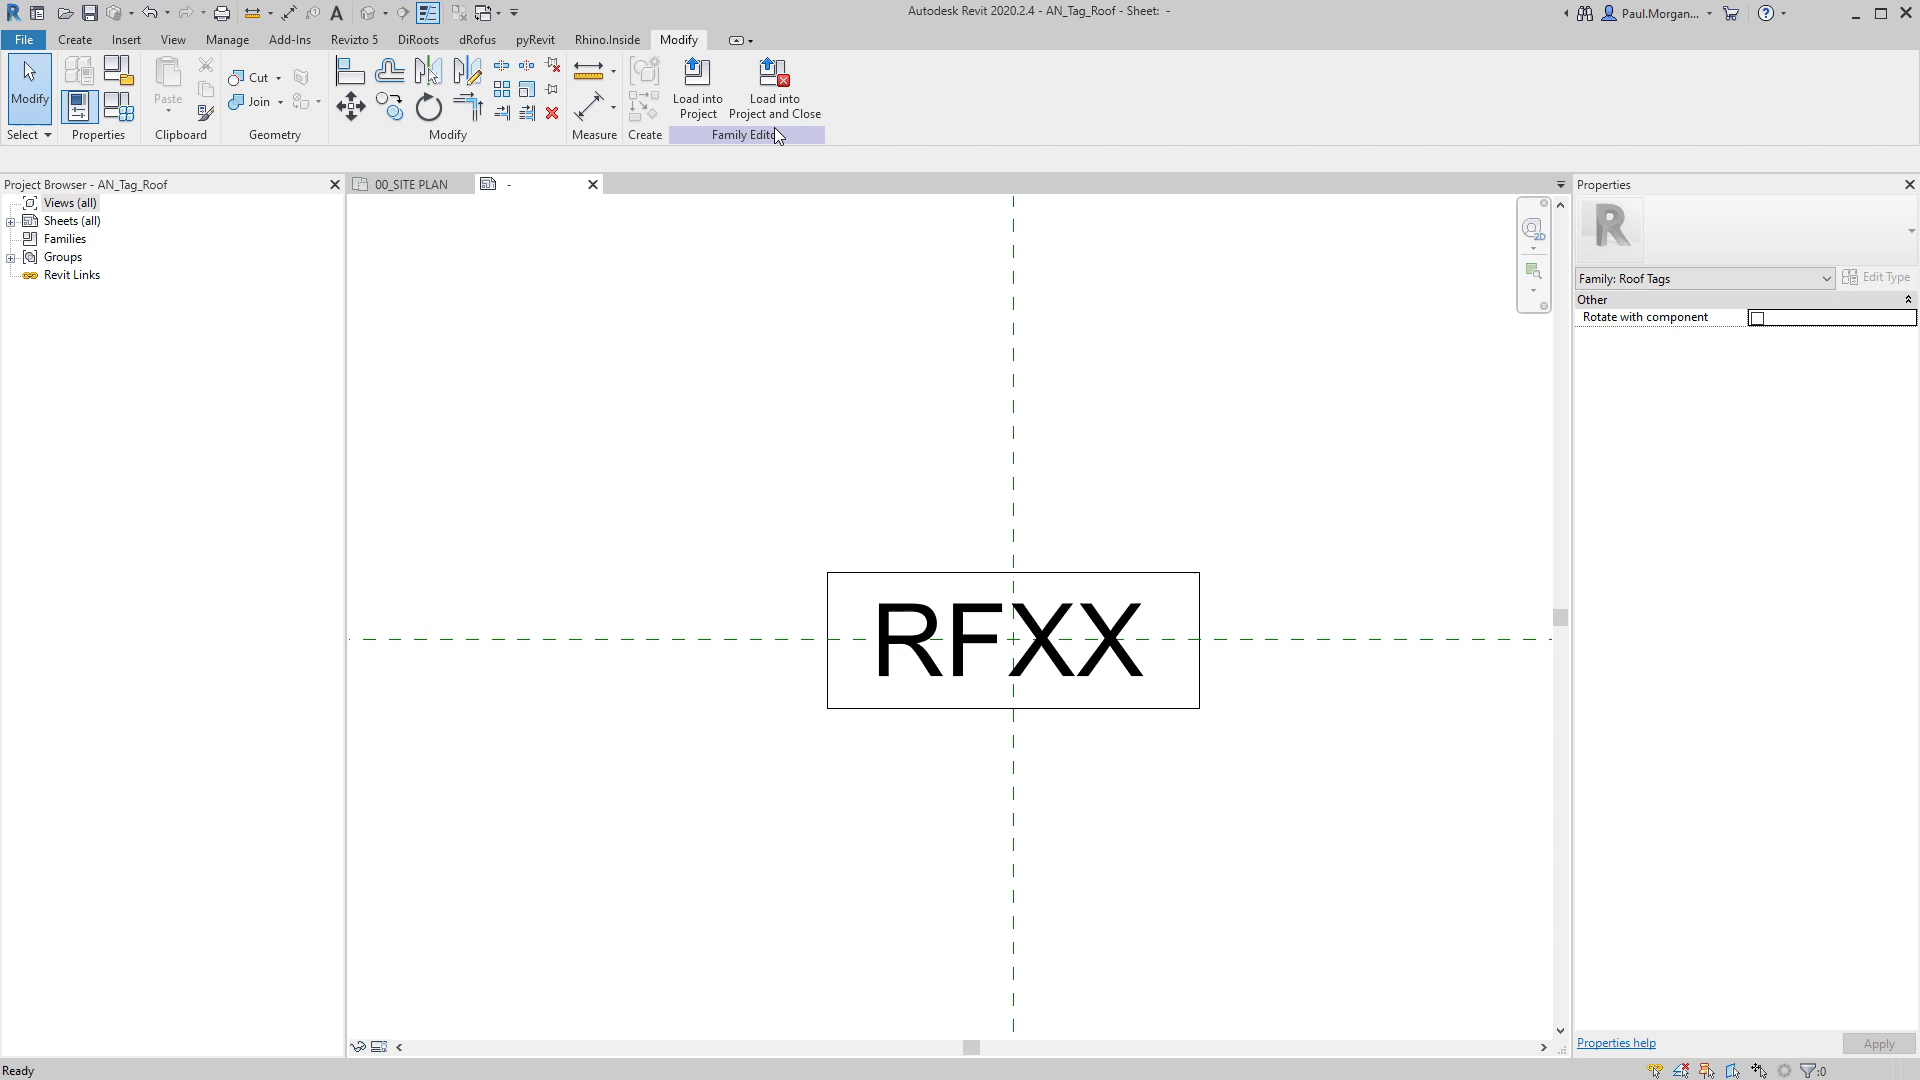 Autodesk Revit 2020.2.4 - AN_Tag_Roof - Sheet:  -
Paul.Morgan...
File
Create
Insert
View
Manage
Add-Ins
Revizto 5
DiRoots
dRofus
pyRevit
Rhino.Inside
Modify
Modify
Paste
Cut
Join
Load into
Project
Load into
Project and Close
Select
Properties
Clipboard
Geometry
Modify
Measure
Create
Family Edito
Project Browser - AN_Tag_Roof
00_SITE PLAN
-
Properties
Views (all)
Sheets (all)
Families
Groups
Revit Links
2D
R
Family: Roof Tags
Edit Type
Other
Rotate with component
RFXX
Properties help
Apply
Ready
:0